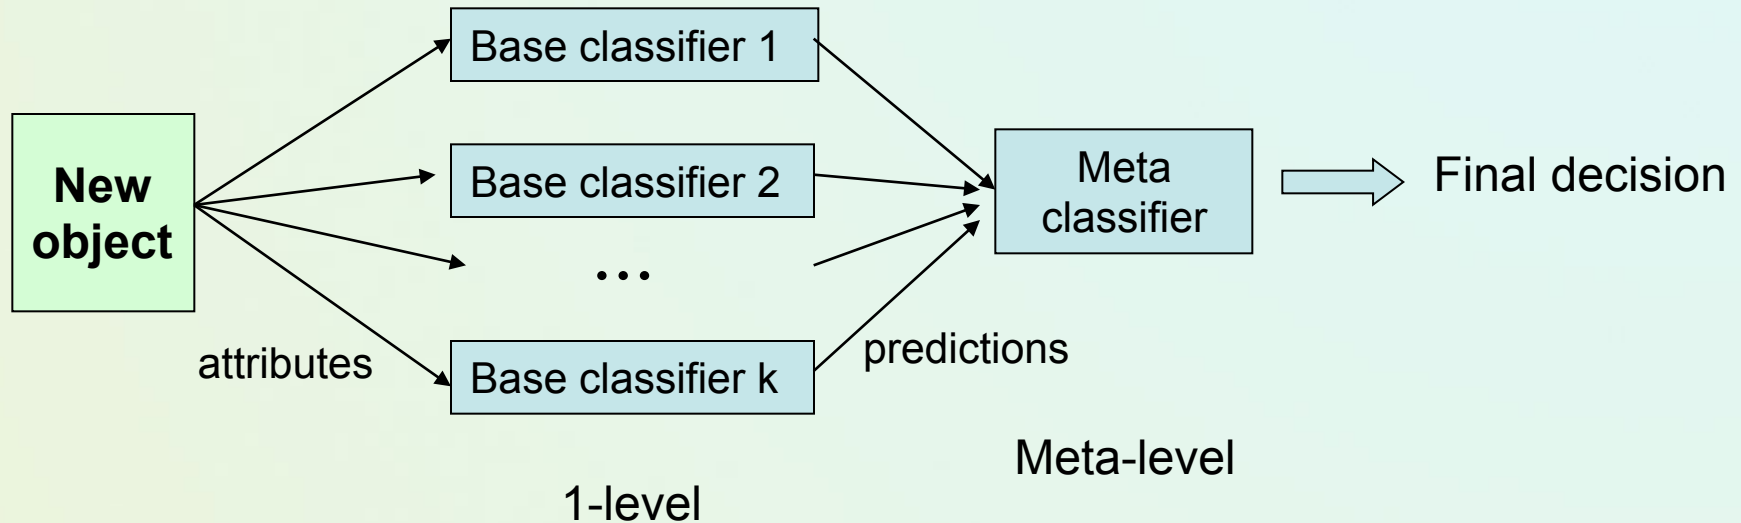 Base classifier 1
New
object
Base classifier 2
...
Base classifier k
attributes
predictions
Meta
classifier
Final decision
1-level
Meta-level